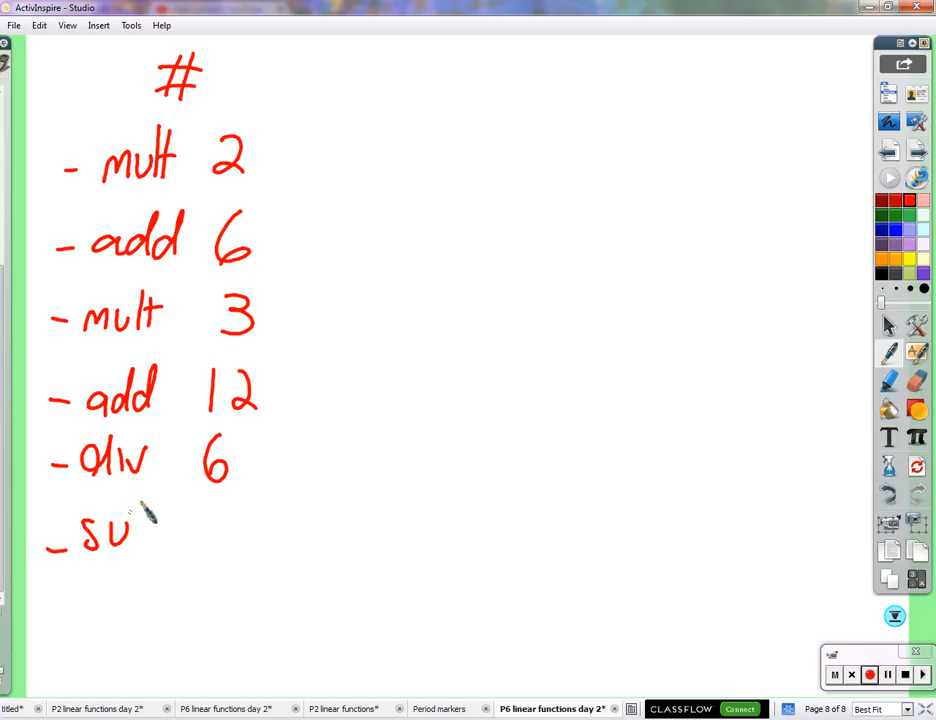 ActivInspire - Studio
File Edit View Insert Tools Help
#
- mult 2
- add 6
- mult 3
- add 12
- div 6
- su
titled* P2 linear functions day 2* P6 linear functions day 2* P2 linear functions* Period markers P6 linear functions day 2* CLASSFLOW Connect Page 8 of 8 Best Fit